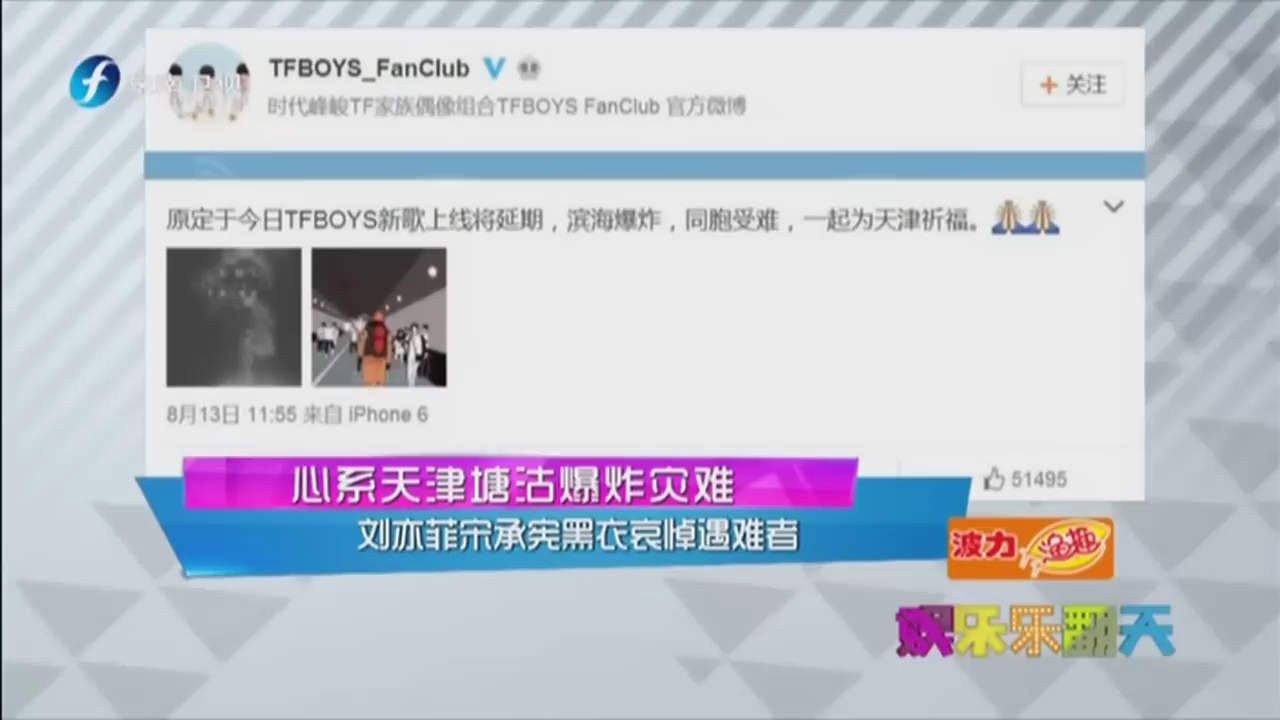 TFBOYS_FanClub
+ 关注
时代峰峻TF家族偶像组合TFBOYS FanClub 官方微博
原定于今日TFBOYS新歌上线将延期，滨海爆炸，同胞受难，一起为天津祈福。
8月13日 11:55 来自 iPhone 6
51495
心系天津塘沽爆炸灾难
刘亦菲宋承宪黑衣哀悼遇难者
波力
渔趣
娱乐乐翻天